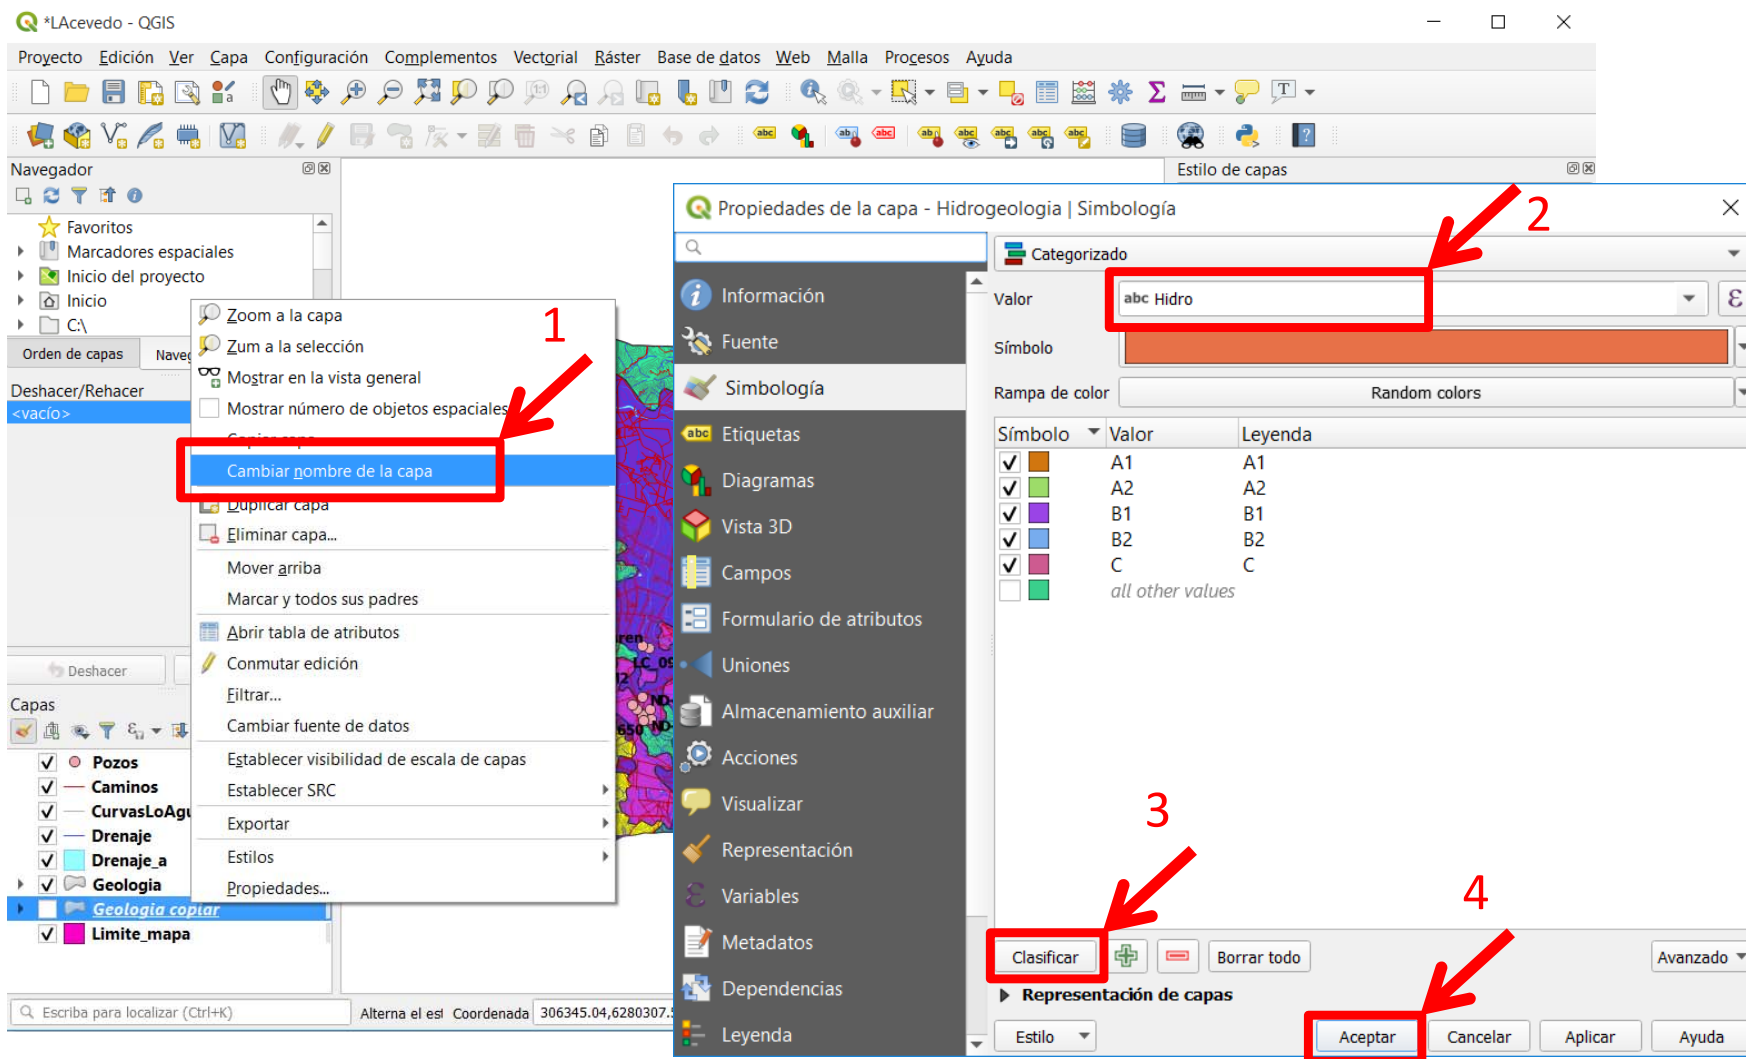 *LAcevedo - QGIS
Proyecto Edición Ver Capa Configuración Complementos Vectorial Ráster Base de datos Web Malla Procesos Ayuda
Navegador
Favoritos
Marcadores espaciales
Inicio del proyecto
Inicio
C:\
Orden de capas
Deshacer/Rehacer
<vacío>
Deshacer
Capas
Pozos
Caminos
Drenaje
Drenaje_a
Geologia
Geologia copiar
Limite_mapa
Escriba para localizar (Ctrl+K)
Alterna el est Coordenada 306345.04,6280307.
1
Zoom a la capa
Zum a la selección
Mostrar en la vista general
Mostrar número de objetos espaciales
Copiar capa
Cambiar nombre de la capa
Duplicar capa
Eliminar capa...
Mover arriba
Marcar y todos sus padres
Abrir tabla de atributos
Conmutar edición
Filtrar...
Cambiar fuente de datos
Establecer visibilidad de escala de capas
Establecer SRC
Exportar
Estilos
Propiedades...
Estilo de capas
2
Propiedades de la capa - Hidrogeologia | Simbología
Información
Fuente
Simbología
Etiquetas
Diagramas
Vista 3D
Campos
Formulario de atributos
Uniones
Almacenamiento auxiliar
Acciones
Visualizar
Representación
Variables
Metadatos
Dependencias
Leyenda
Categorizado
Valor abc Hidro
Símbolo
Rampa de color Random colors
Símbolo Valor Leyenda
A1 A1
A2 A2
B1 B1
B2 B2
C C
all other values
3
4
Clasificar Borrar todo Avanzado
Representación de capas
Estilo Aceptar Cancelar Aplicar Ayuda